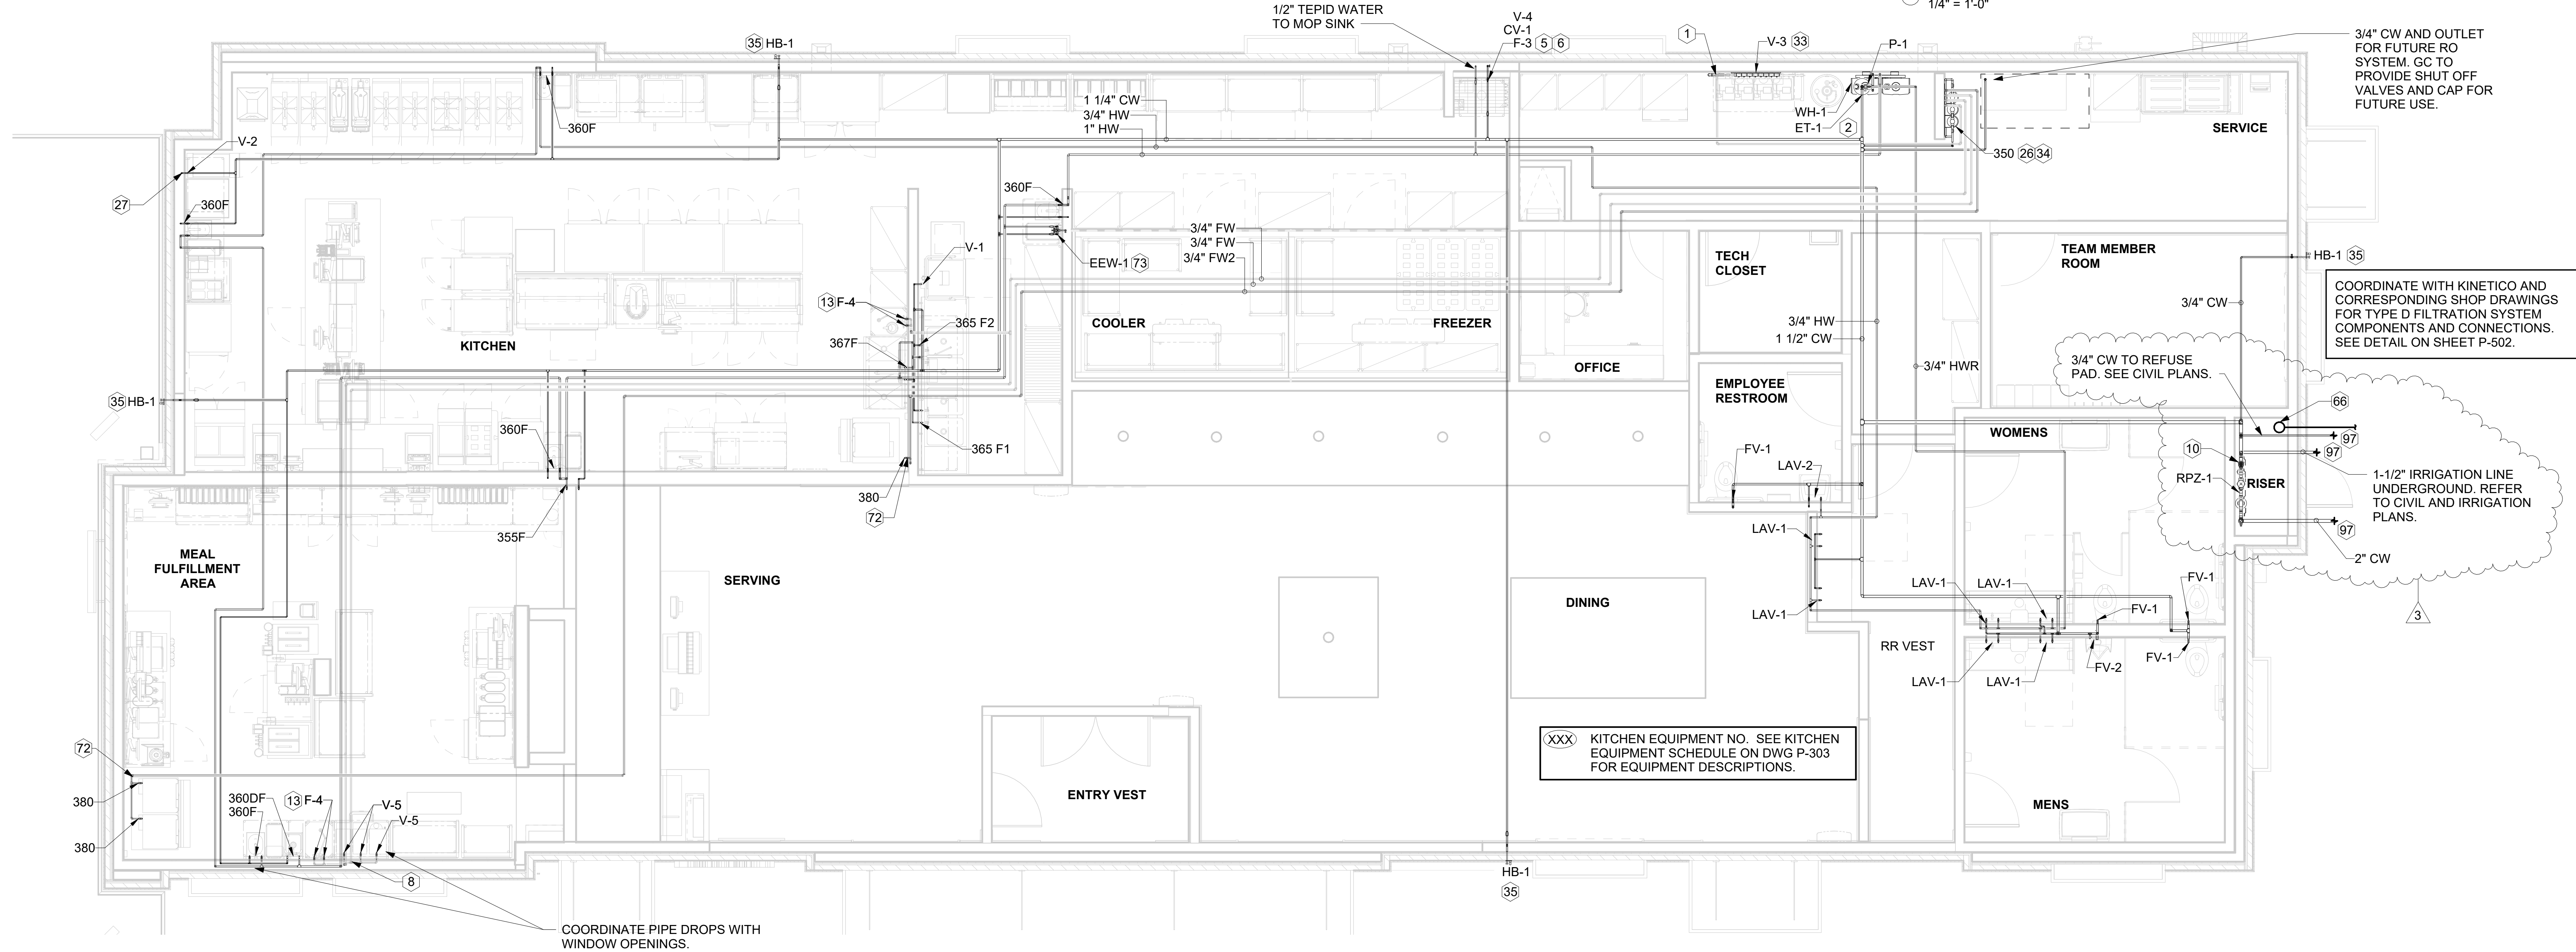 1/4" = 1'-0"
1/2" TEPID WATER
TO MOP SINK
V-4
CV-1
F-3 5 6
35 HB-1
1
V-3 33
P-1
3/4" CW AND OUTLET
FOR FUTURE RO
SYSTEM. GC TO
PROVIDE SHUT OFF
VALVES AND CAP FOR
FUTURE USE.
1 1/4" CW
3/4" HW
1" HW
WH-1
ET-1
2
360F
SERVICE
V-2
350 26 34
27
360F
360F
3/4" FW
3/4" FW
3/4" FW2
V-1
EEW-1 73
TECH
CLOSET
TEAM MEMBER
ROOM
HB-1 35
COORDINATE WITH KINETICO AND
CORRESPONDING SHOP DRAWINGS
FOR TYPE D FILTRATION SYSTEM
COMPONENTS AND CONNECTIONS.
SEE DETAIL ON SHEET P-502.
13 F-4
3/4" CW
365 F2
COOLER
FREEZER
3/4" HW
1 1/2" CW
KITCHEN
367F
3/4" CW TO REFUSE
PAD. SEE CIVIL PLANS.
OFFICE
3/4" HWR
EMPLOYEE
RESTROOM
35 HB-1
66
360F
365 F1
WOMENS
97
FV-1
10
97
LAV-2
1-1/2" IRRIGATION LINE
UNDERGROUND. REFER
TO CIVIL AND IRRIGATION
PLANS.
RPZ-1
RISER
380
72
355F
LAV-1
97
2" CW
MEAL
FULFILLMENT
AREA
SERVING
DINING
LAV-1
LAV-1
LAV-1
FV-1
FV-1
3
RR VEST
FV-1
FV-2
LAV-1
LAV-1
XXX KITCHEN EQUIPMENT NO. SEE KITCHEN
EQUIPMENT SCHEDULE ON DWG P-303
FOR EQUIPMENT DESCRIPTIONS.
72
380
ENTRY VEST
MENS
360DF
360F
13 F-4
V-5
V-5
380
8
HB-1
35
COORDINATE PIPE DROPS WITH
WINDOW OPENINGS.